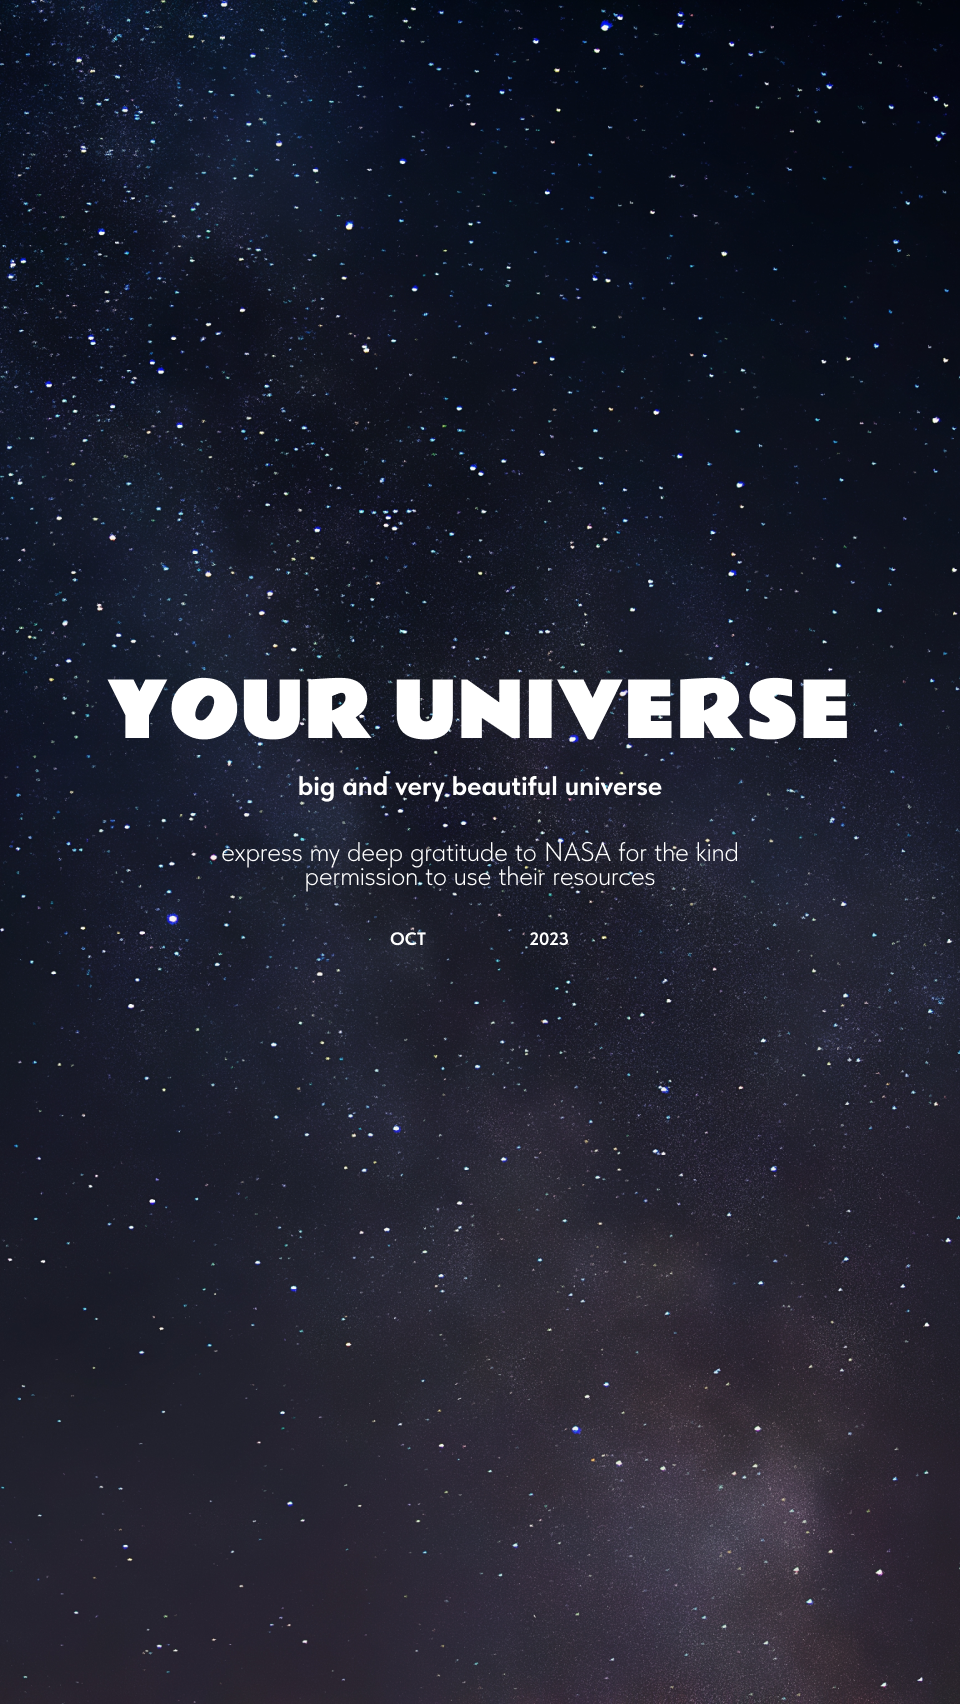 YOUR UNIVERSE
big and very beautiful universe
express my deep gratitude to NASA for the kind
permission to use their resources
OCT 2023